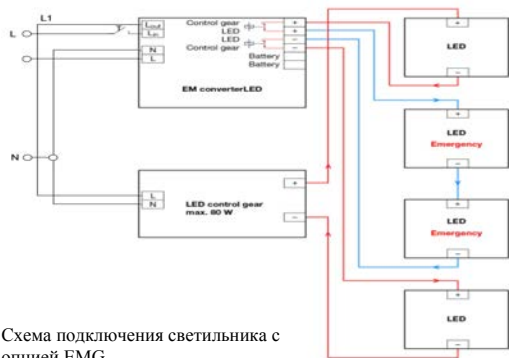 L1
L
N
Lout
Lin
N
L
Control gear
LED
LED
Control gear
Battery
Battery
+
+
−
−
EM converterLED
L
N
LED control gear
max. 80 W
+
−
+
LED
−
+
LED
Emergency
−
+
LED
Emergency
−
+
LED
−
Схема подключения светильника с
опцией EMG